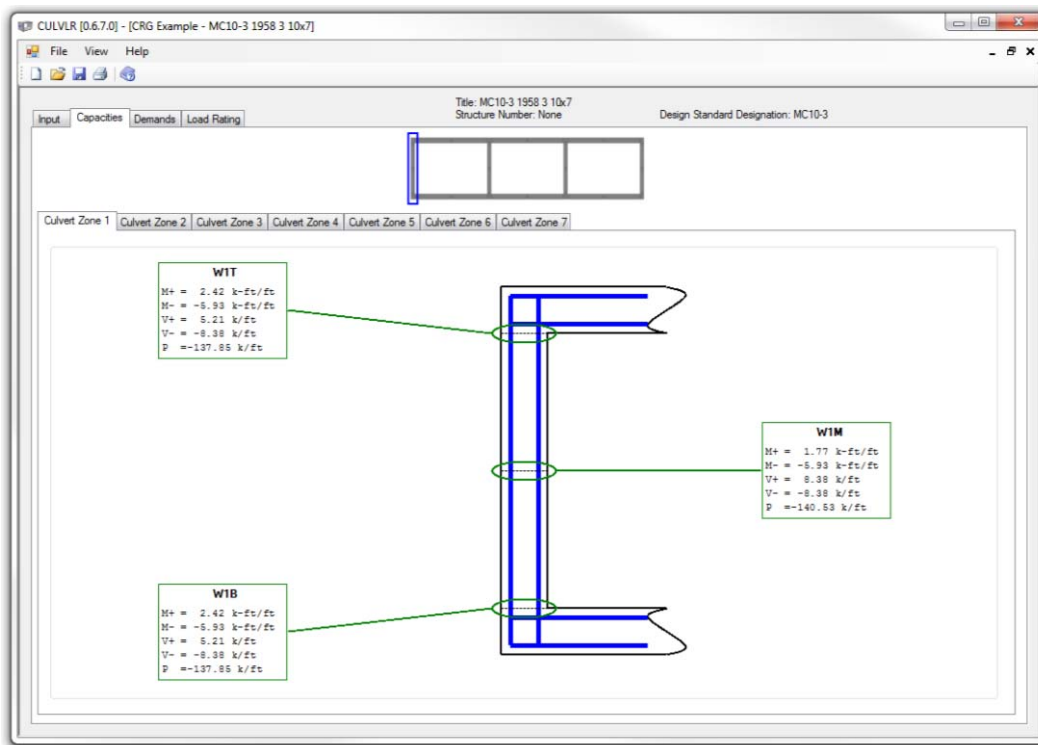 CULVLR [0.6.7.0] - [CRG Example - MC10-3 1958 3 10x7]
File View Help
Title: MC10-3 1958 3 10x7
Structure Number: None
Design Standard Designation: MC10-3
Input Capacities Demands Load Rating
Culvert Zone 1 Culvert Zone 2 Culvert Zone 3 Culvert Zone 4 Culvert Zone 5 Culvert Zone 6 Culvert Zone 7
W1T
M+ = 2.42 k-ft/ft
M- = -5.93 k-ft/ft
V+ = 5.21 k/ft
V- = -8.38 k/ft
P =-137.85 k/ft
W1M
M+ = 1.77 k-ft/ft
M- = -5.93 k-ft/ft
V+ = 8.38 k/ft
V- = -8.38 k/ft
P =-140.53 k/ft
W1B
M+ = 2.42 k-ft/ft
M- = -5.93 k-ft/ft
V+ = 5.21 k/ft
V- = -8.38 k/ft
P =-137.85 k/ft